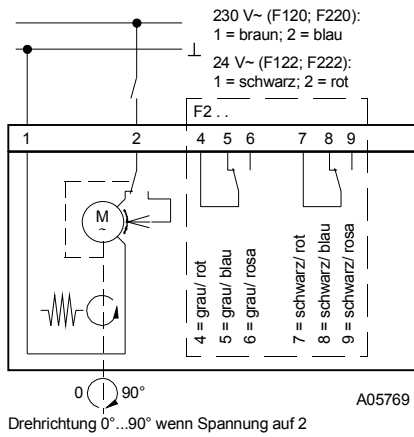 230 V~ (F120; F220):
1 = braun; 2 = blau
24 V~ (F122; F222):
1 = schwarz; 2 = rot
F2 . .
1 2 4 5 6 7 8 9
M
~
4 = grau/ rot
5 = grau/ blau
6 = grau/ rosa
7 = schwarz/ rot
8 = schwarz/ blau
9 = schwarz/ rosa
0 90°
A05769
Drehrichtung 0°...90° wenn Spannung auf 2